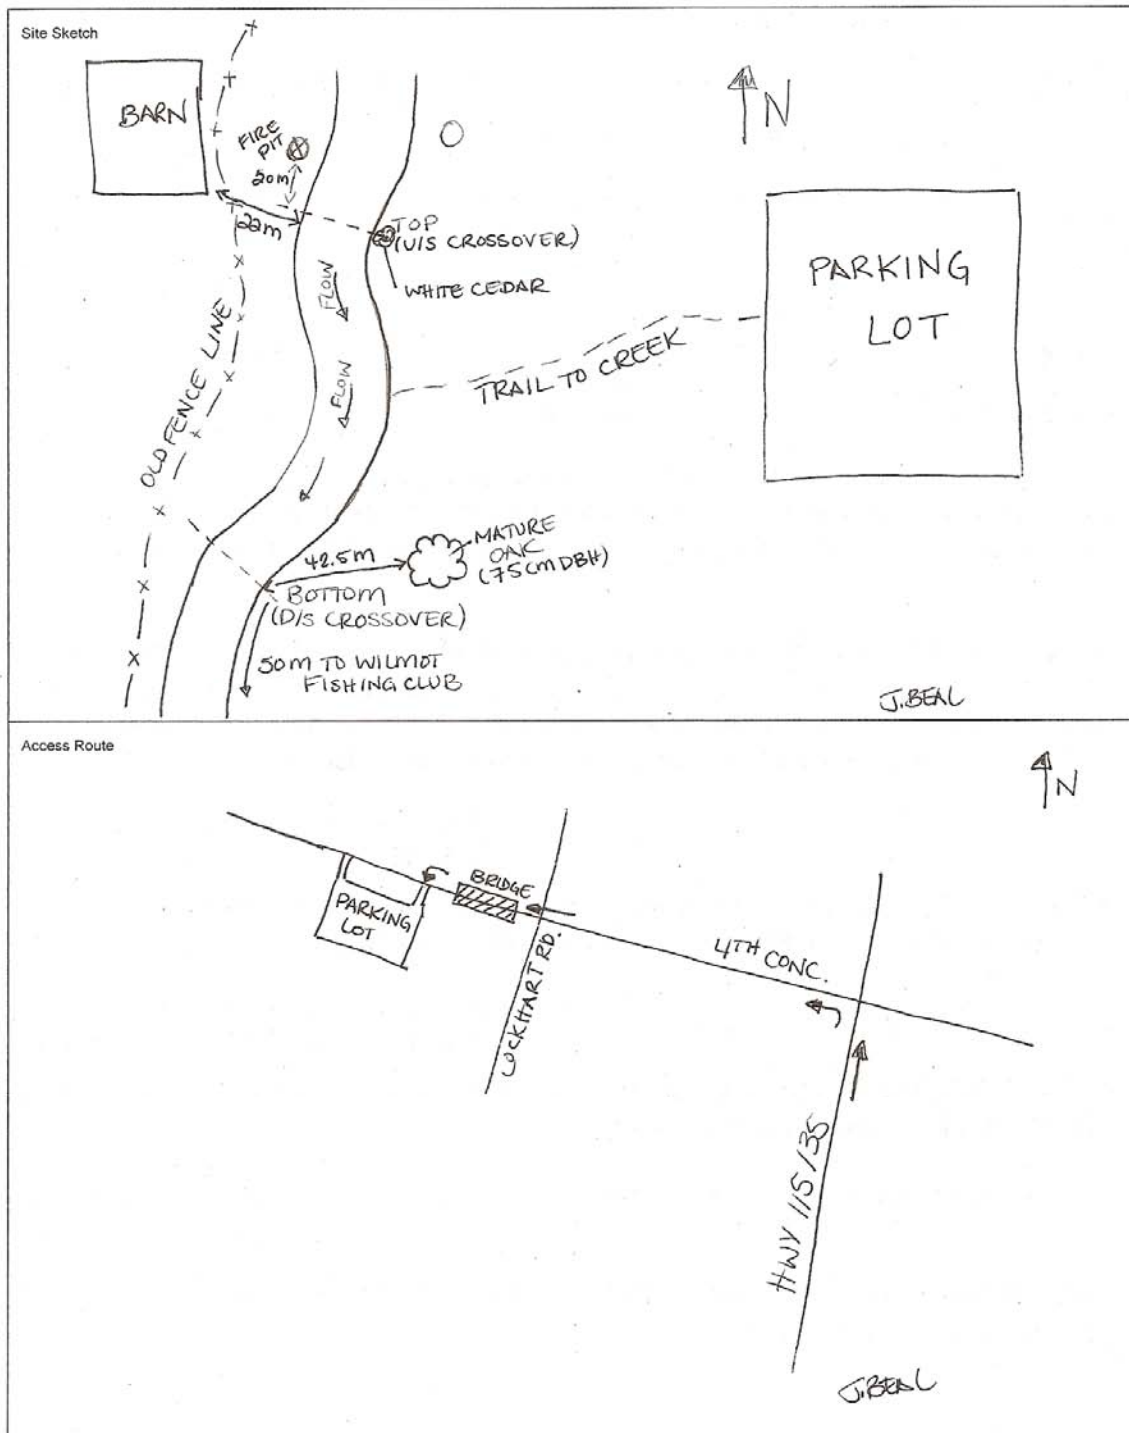 Site Sketch
BARN
FIRE
PIT
20m
22m
N
TOP
(U/S CROSSOVER)
WHITE CEDAR
FLOW
FLOW
PARKING
LOT
TRAIL TO CREEK
OLD FENCE LINE
42.5m
MATURE
OAK
(75cm DBH)
BOTTOM
(D/S CROSSOVER)
50M TO WILMOT
FISHING CLUB
J.BEAL
Access Route
N
BRIDGE
PARKING
LOT
LOCKHART RD.
4TH CONC.
HWY 115/35
J.BEAL